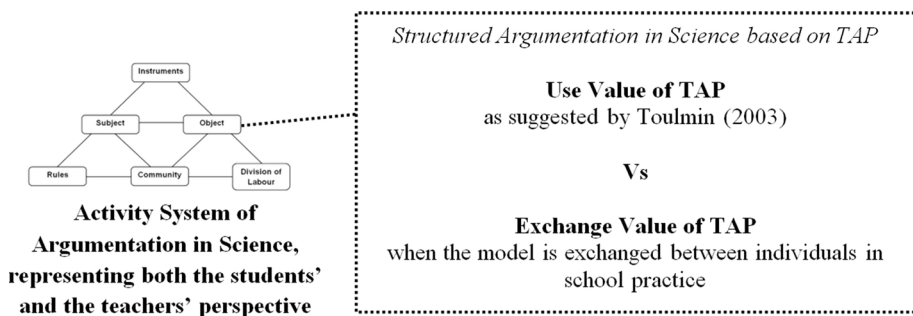 Instruments
Subject
Object
Rules
Community
Division of
Labour
Activity System of
Argumentation in Science,
representing both the students’
and the teachers’ perspective
Structured Argumentation in Science based on TAP
Use Value of TAP
as suggested by Toulmin (2003)
Vs
Exchange Value of TAP
when the model is exchanged between individuals in
school practice